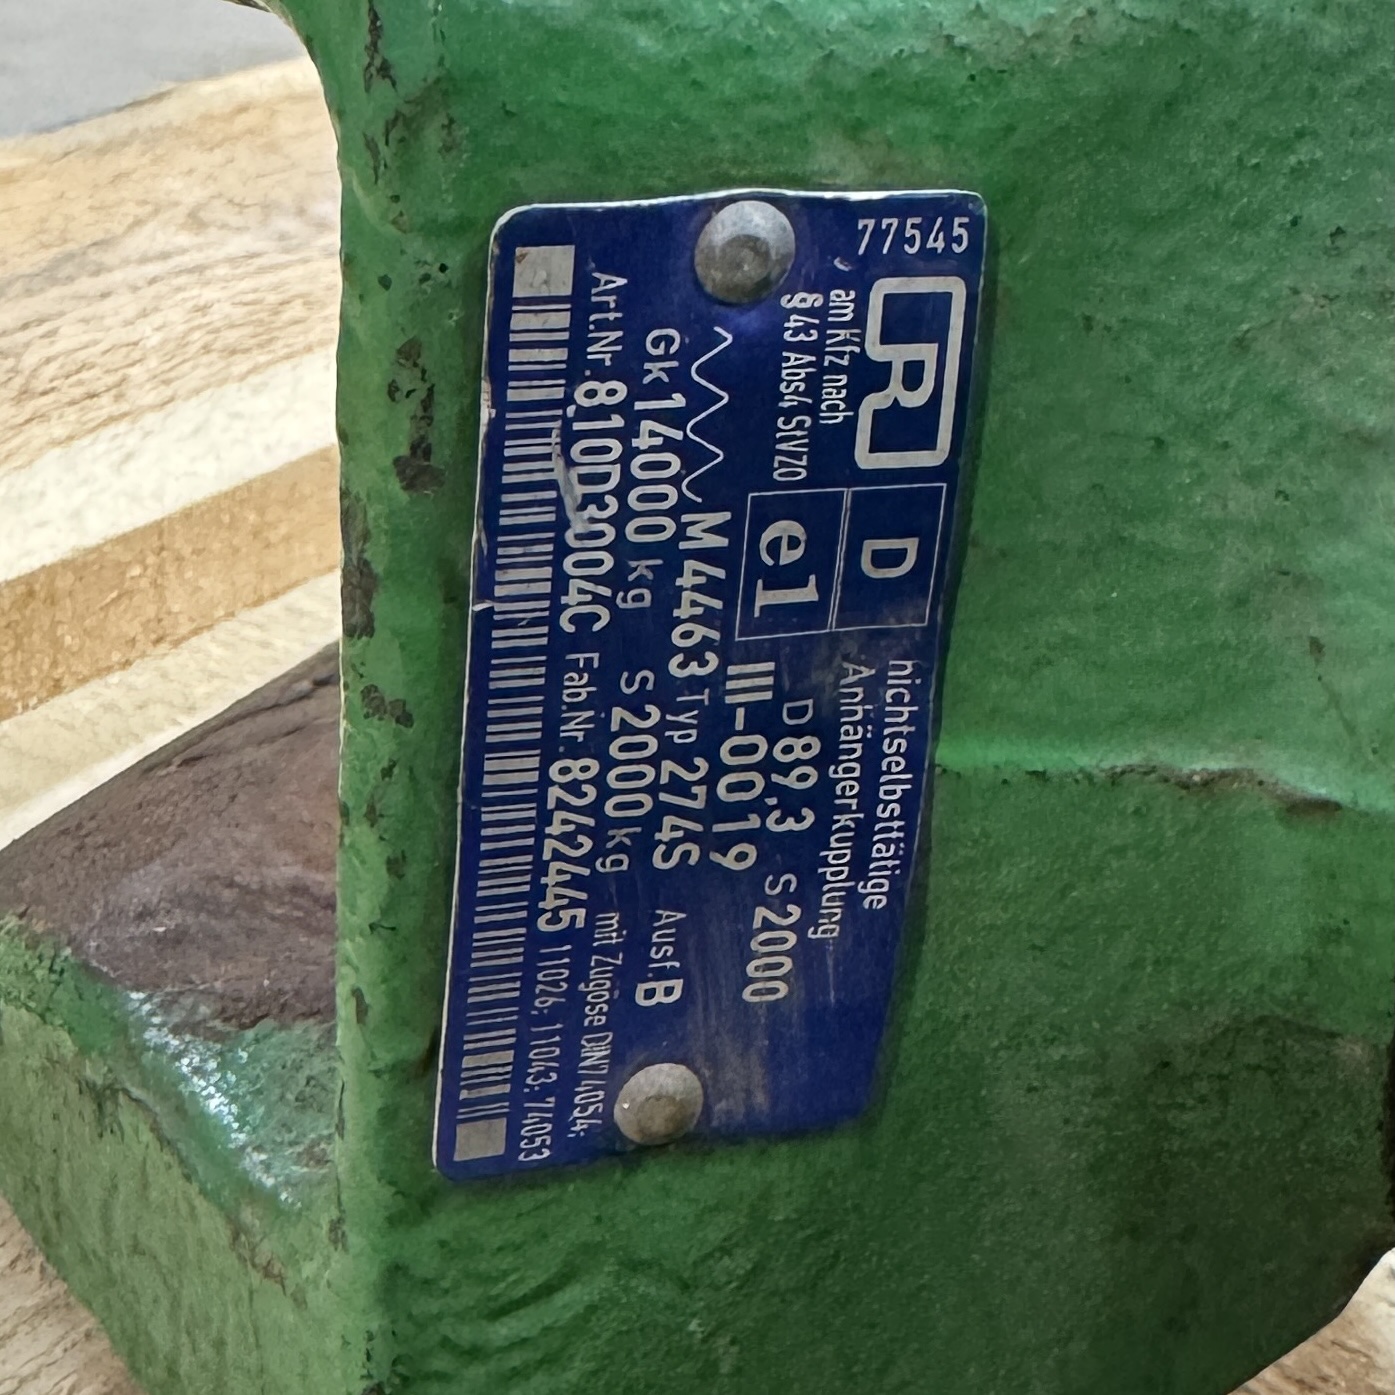 77545
R
D
nichtselbsttätige
Anhängerkupplung
am Kfz nach
§ 43 Abs4 StVZO
e1
D 89,3 S 2000
III-0019
M4463 Typ 274S Ausf.B
Gk 14000 kg S 2000 kg mit Zugöse DIN74054;
Art.Nr. 810D3004C Fab.Nr. 8242445 11026; 11043; 74053